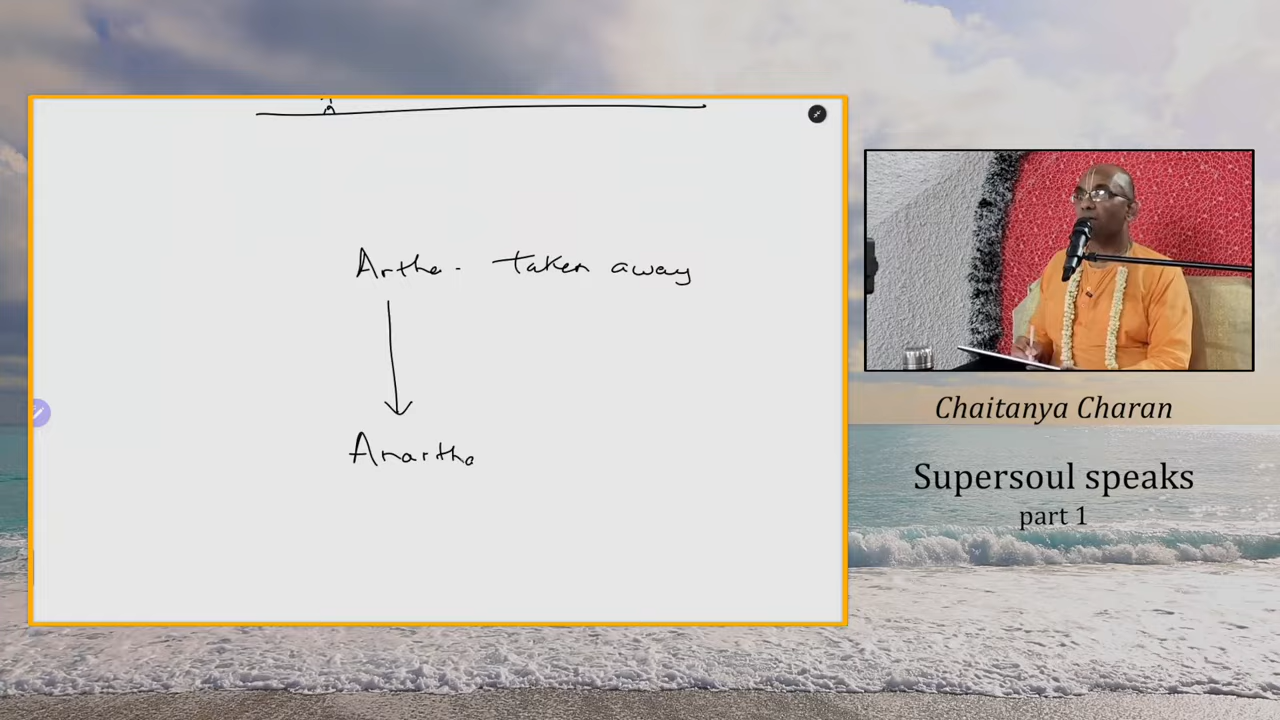 Artha - Taken away
Anartha
Chaitanya Charan
Supersoul speaks
part 1